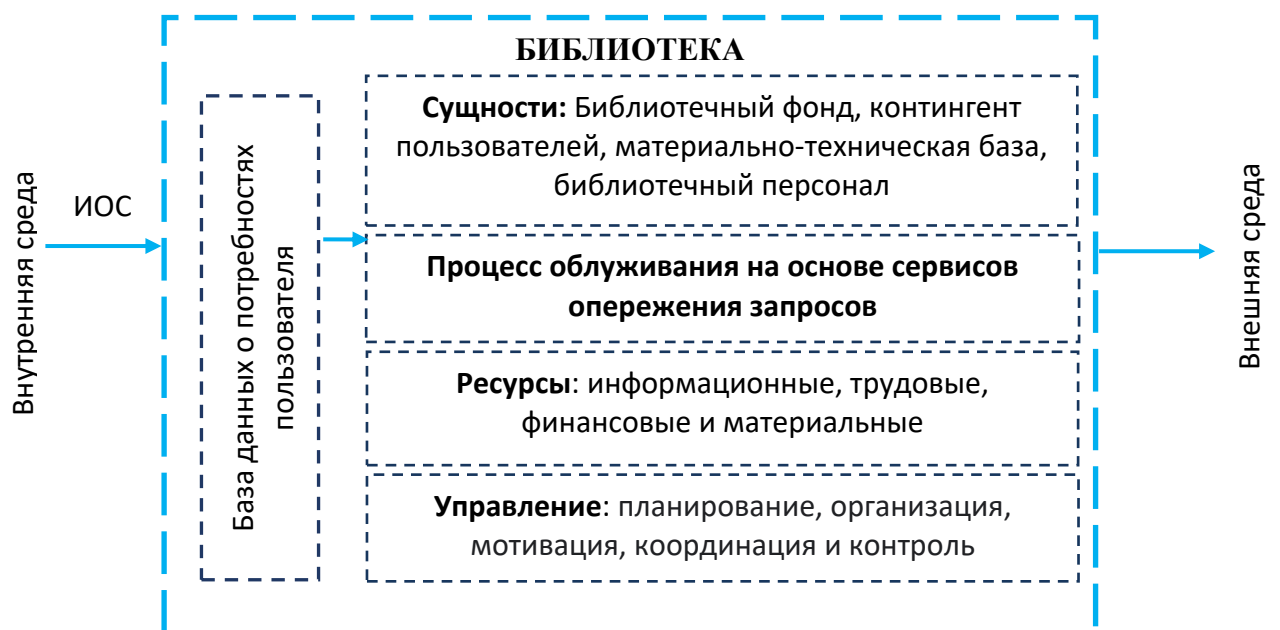 БИБЛИОТЕКА
Внутренняя среда
ИОС
База данных о потребностях
пользователя
Сущности: Библиотечный фонд, контингент
пользователей, материально-техническая база,
библиотечный персонал
Процесс облуживания на основе сервисов
опережения запросов
Ресурсы: информационные, трудовые,
финансовые и материальные
Управление: планирование, организация,
мотивация, координация и контроль
Внешняя среда